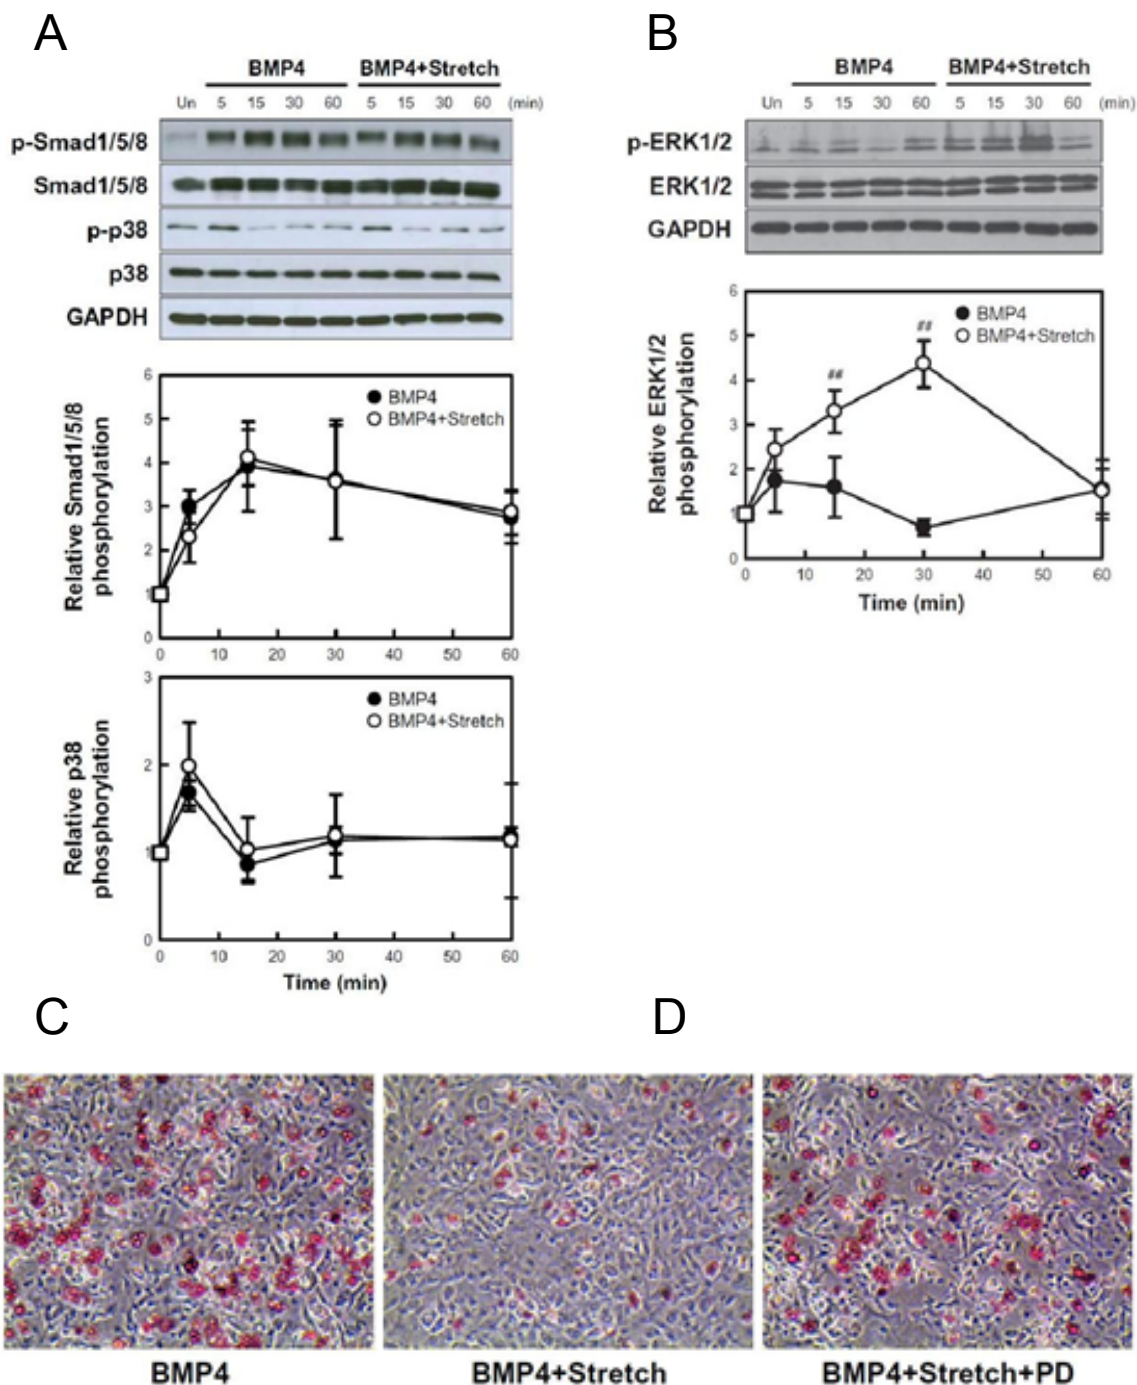 A
BMP4 BMP4+Stretch
Un 5 15 30 60 5 15 30 60 (min)
p-Smad1/5/8
Smad1/5/8
p-p38
p38
GAPDH
6
5
4
3
2
1
0
Relative Smad1/5/8
phosphorylation
BMP4
BMP4+Stretch
0 10 20 30 40 50 60
3
2
1
0
Relative p38
phosphorylation
BMP4
BMP4+Stretch
0 10 20 30 40 50 60
Time (min)
B
BMP4 BMP4+Stretch
Un 5 15 30 60 5 15 30 60 (min)
p-ERK1/2
ERK1/2
GAPDH
6
5
4
3
2
1
0
Relative ERK1/2
phosphorylation
BMP4
BMP4+Stretch
##
##
0 10 20 30 40 50 60
Time (min)
C
D
BMP4
BMP4+Stretch
BMP4+Stretch+PD